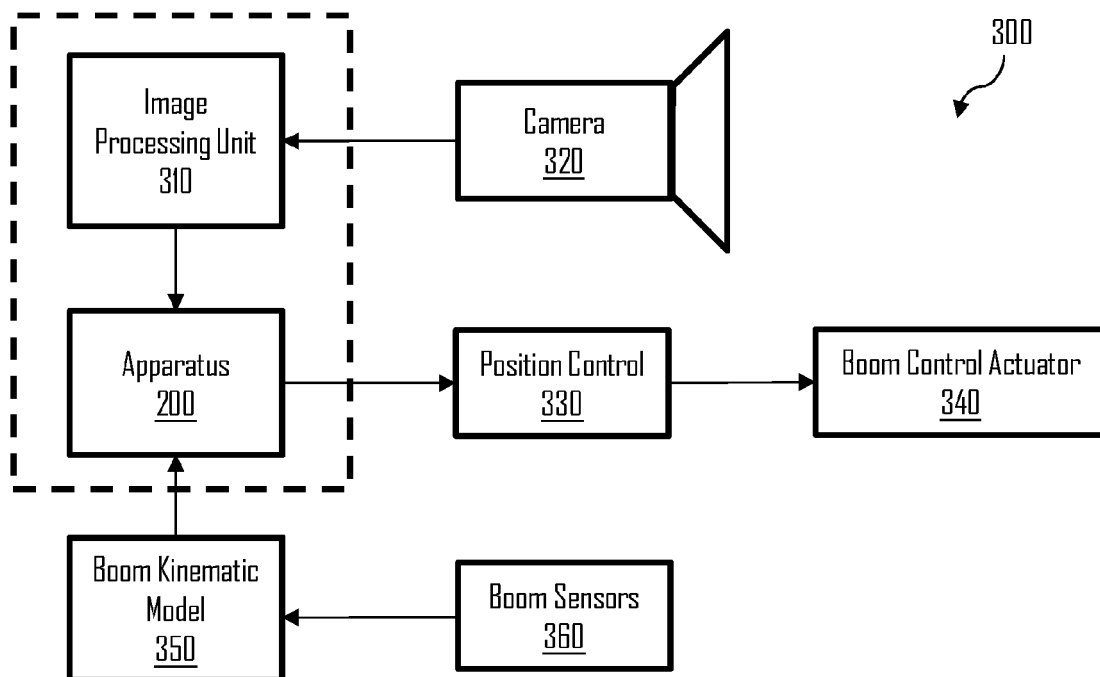 300
Image
Processing Unit
310
Camera
320
Apparatus
200
Position Control
330
Boom Control Actuator
340
Boom Kinematic
Model
350
Boom Sensors
360